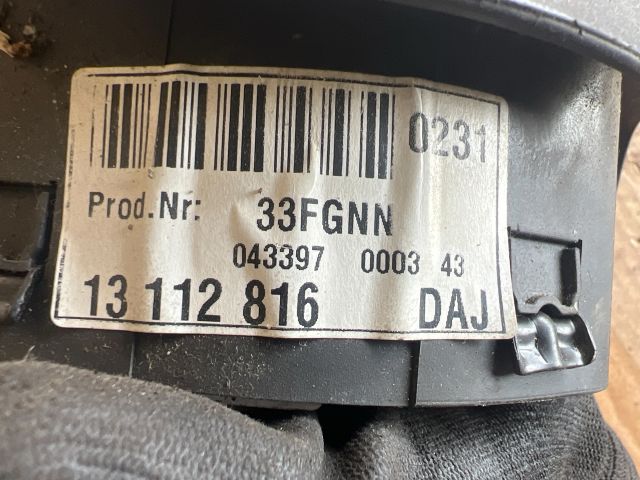 0231
Prod.Nr: 33FGNN
043397 0003 43
13 112 816 DAJ